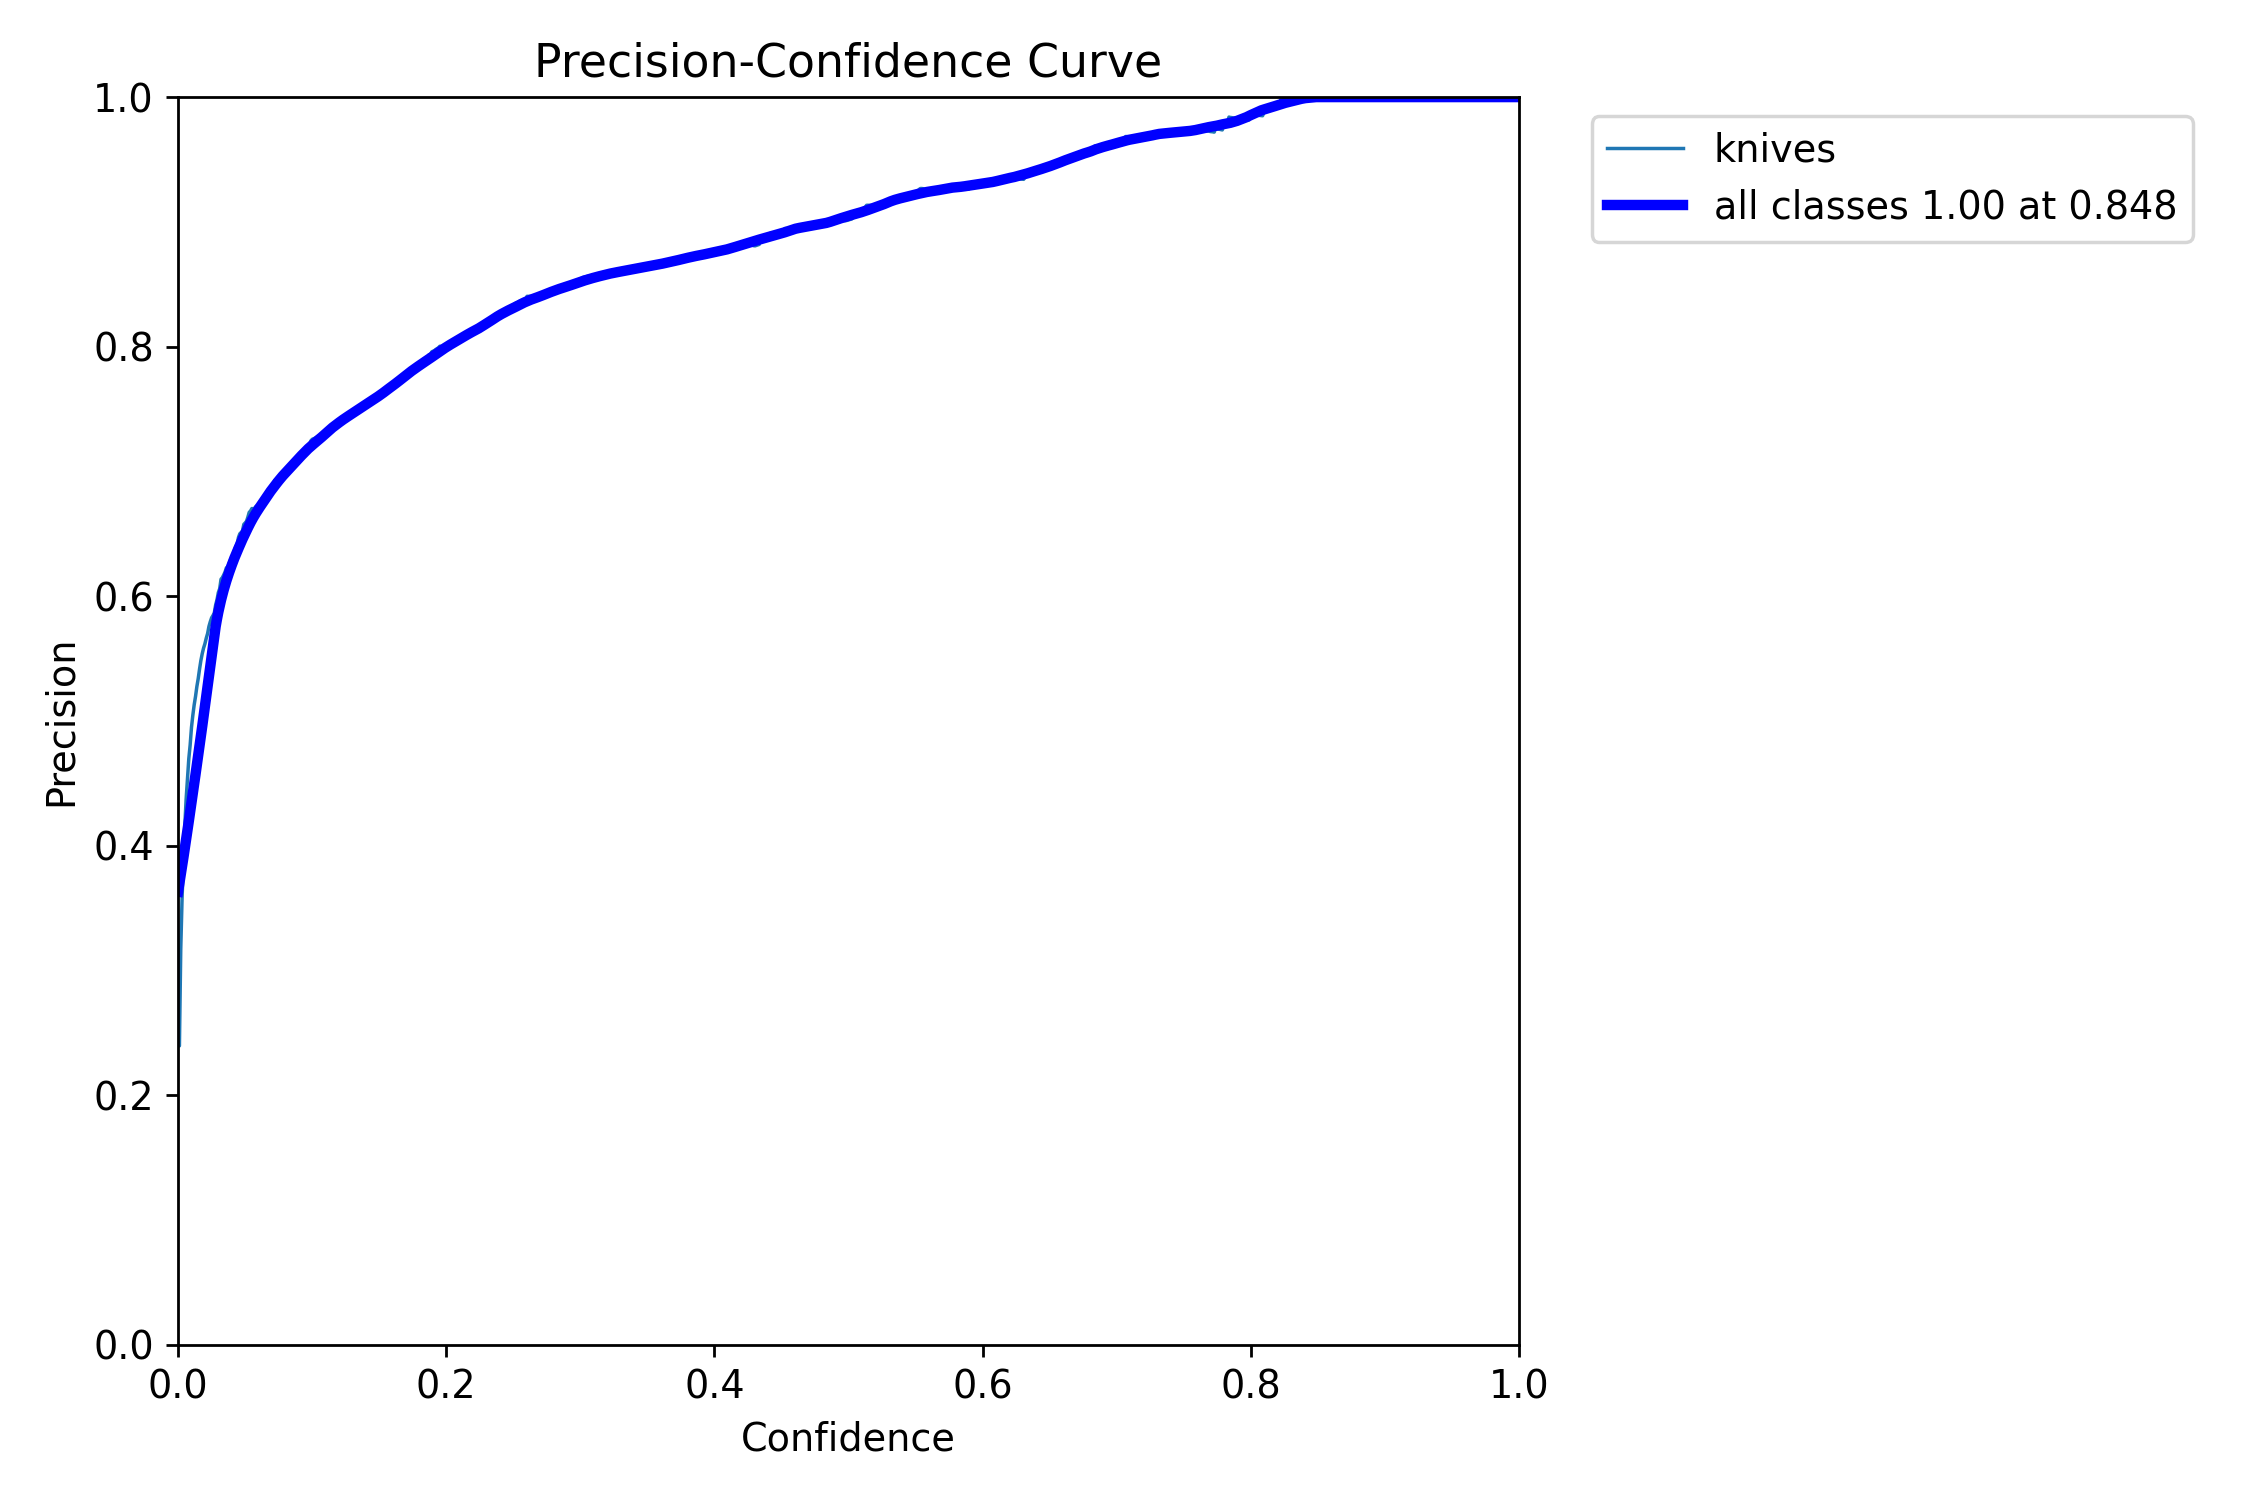 Precision-Confidence Curve
knives
all classes 1.00 at 0.848
Precision
1.0
0.8
0.6
0.4
0.2
0.0
0.0 0.2 0.4 0.6 0.8 1.0
Confidence